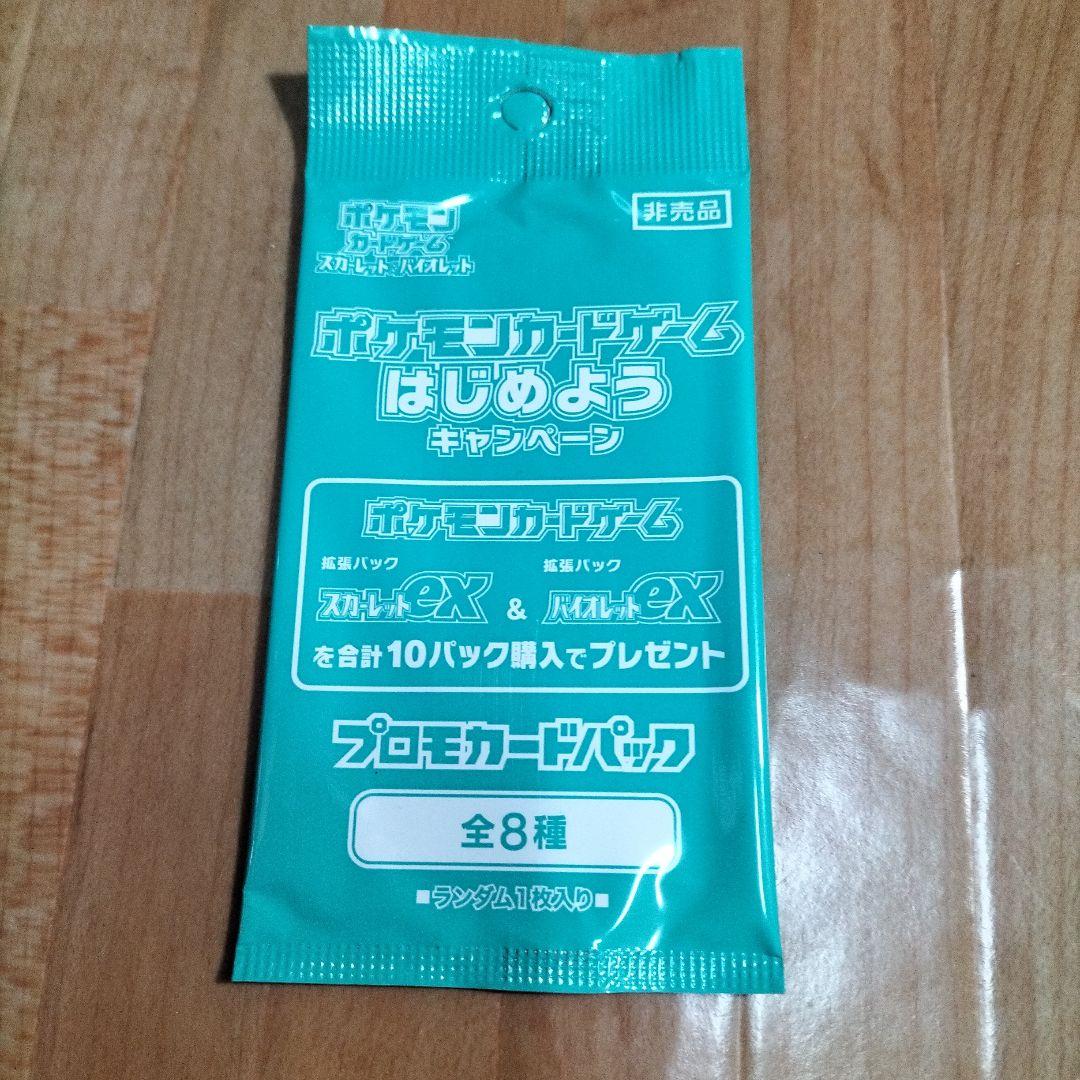 非売品
ポケモン
カードゲーム
スカーレット バイオレット
ポケモンカードゲーム
はじめよう
キャンペーン
ポケモンカードゲーム
拡張パック 拡張パック
スカーレットex & バイオレットex
を合計10パック購入でプレゼント
プロモカードパック
全8種
■ランダム1枚入り■